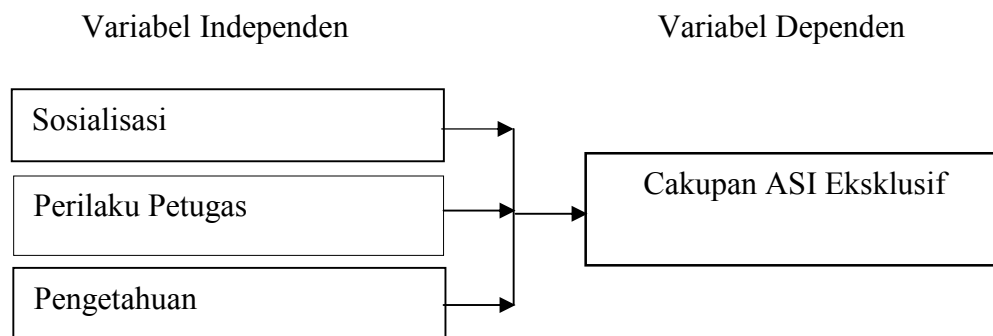 Variabel Independen
Variabel Dependen
Sosialisasi
Perilaku Petugas
Pengetahuan
Cakupan ASI Eksklusif